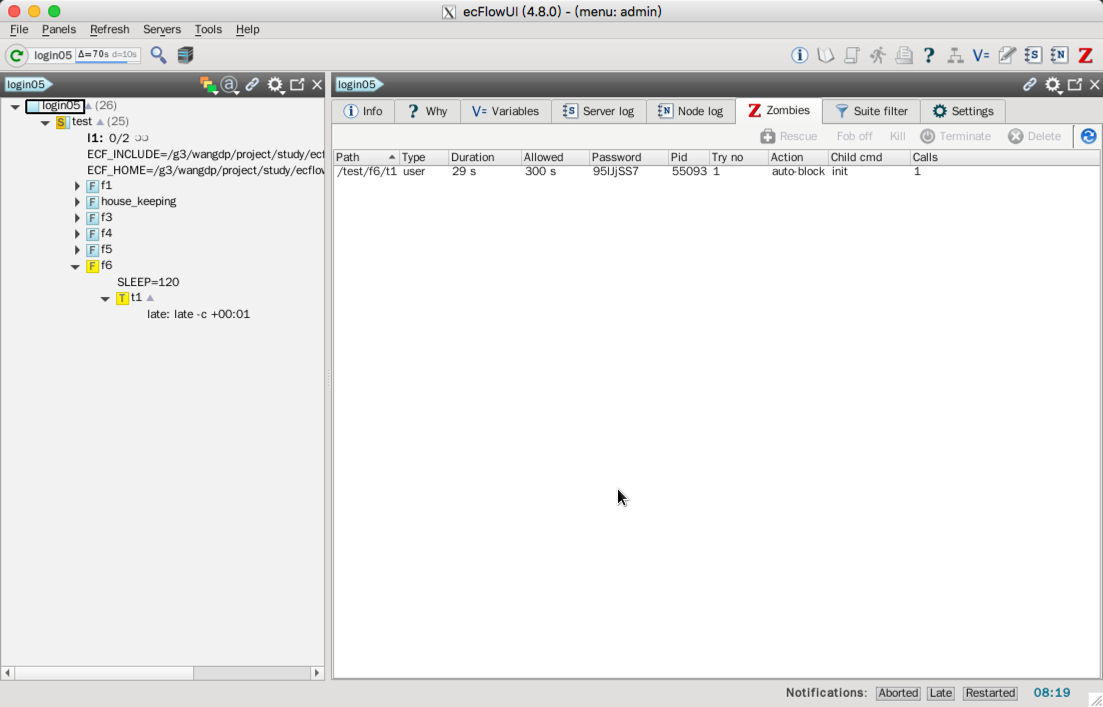 ecFlowUI (4.8.0) - (menu: admin)
File Panels Refresh Servers Tools Help
login05 Δ=70s d=10s V= S N Z
login05
login05 (26)
test (25)
l1: 0/2
ECF_INCLUDE=/g3/wangdp/project/study/ecf
ECF_HOME=/g3/wangdp/project/study/ecflov
F f1
F house_keeping
F f3
F f4
F f5
F f6
SLEEP=120
T t1
late: late -c +00:01
login05
Info ? Why V= Variables S Server log N Node log Z Zombies Suite filter Settings
Rescue Fob off Kill Terminate Delete
Path Type Duration Allowed Password Pid Try no Action Child cmd Calls
/test/f6/t1 user 29 s 300 s 55093 1 auto-block init 1
Notifications: Aborted Late Restarted 08:19